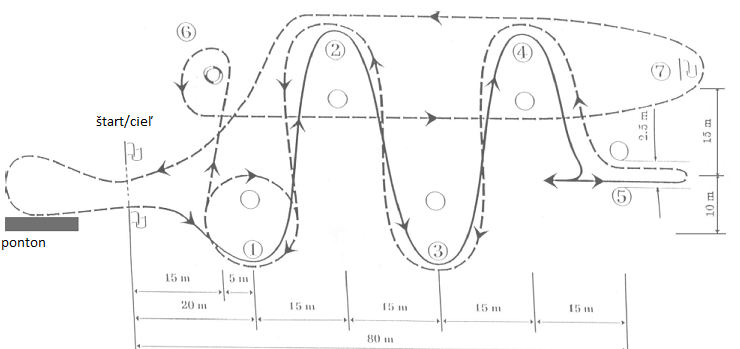 ⑥
②
④
⑦
štart/cieľ
2.5 m
15 m
⑤
10 m
ponton
①
③
15 m
5 m
20 m
15 m
15 m
15 m
15 m
80 m